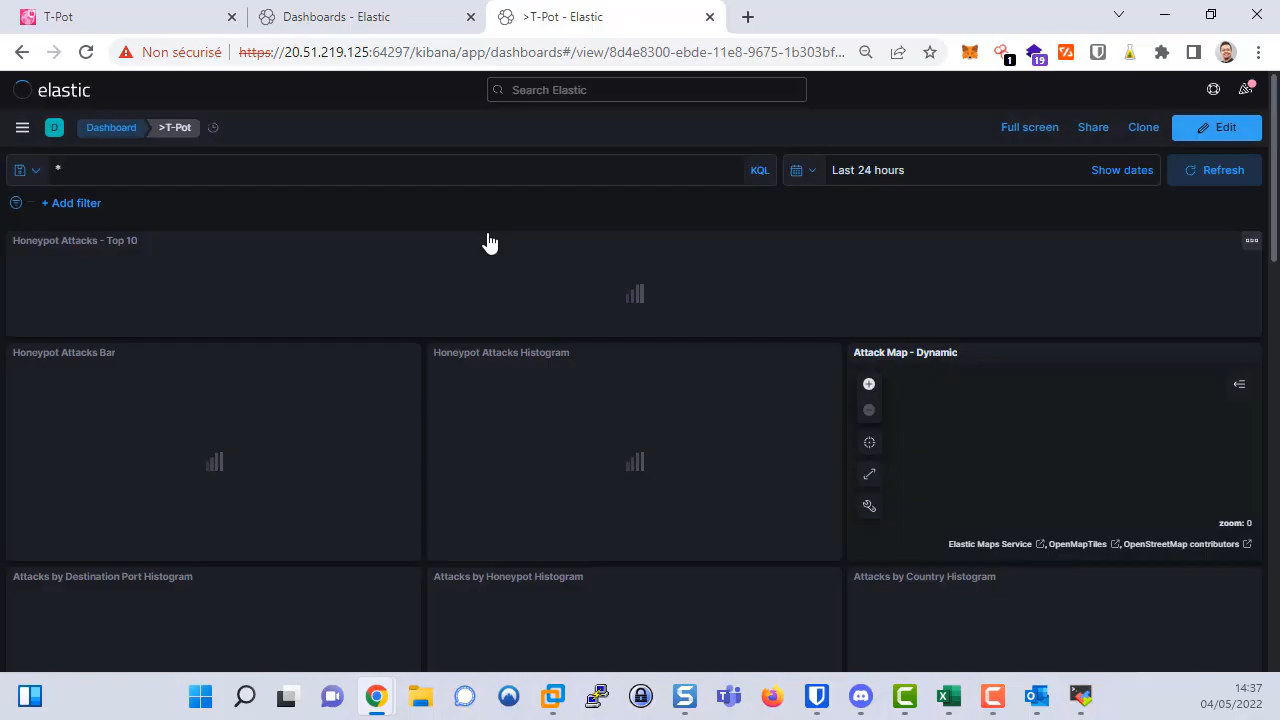 T-Pot
Dashboards - Elastic
>T-Pot - Elastic
Non sécurisé
https://20.51.219.125:64297/kibana/app/dashboards#/view/8d4e8300-ebde-11e8-9675-1b303bf...
1
19
elastic
Search Elastic
D
Dashboard
>T-Pot
Full screen
Share
Clone
Edit
*
KQL
Last 24 hours
Show dates
Refresh
+ Add filter
Honeypot Attacks - Top 10
Honeypot Attacks Bar
Honeypot Attacks Histogram
Attack Map - Dynamic
zoom: 0
Elastic Maps Service , OpenMapTiles , OpenStreetMap contributors
Attacks by Destination Port Histogram
Attacks by Honeypot Histogram
Attacks by Country Histogram
14:37
04/05/2022